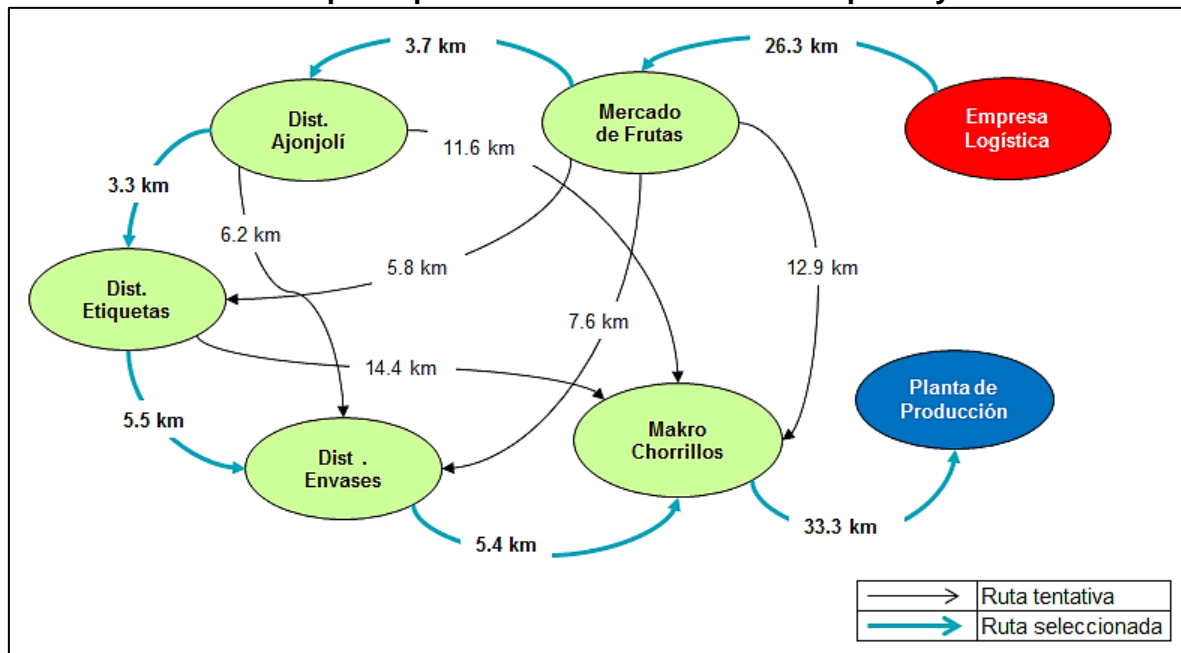 3.7 km
26.3 km
Dist.
Ajonjolí
Mercado
de Frutas
Empresa
Logística
11.6 km
3.3 km
6.2 km
5.8 km
12.9 km
Dist.
Etiquetas
7.6 km
14.4 km
Planta de
Producción
5.5 km
Makro
Chorrillos
Dist .
Envases
33.3 km
5.4 km
Ruta tentativa
Ruta seleccionada